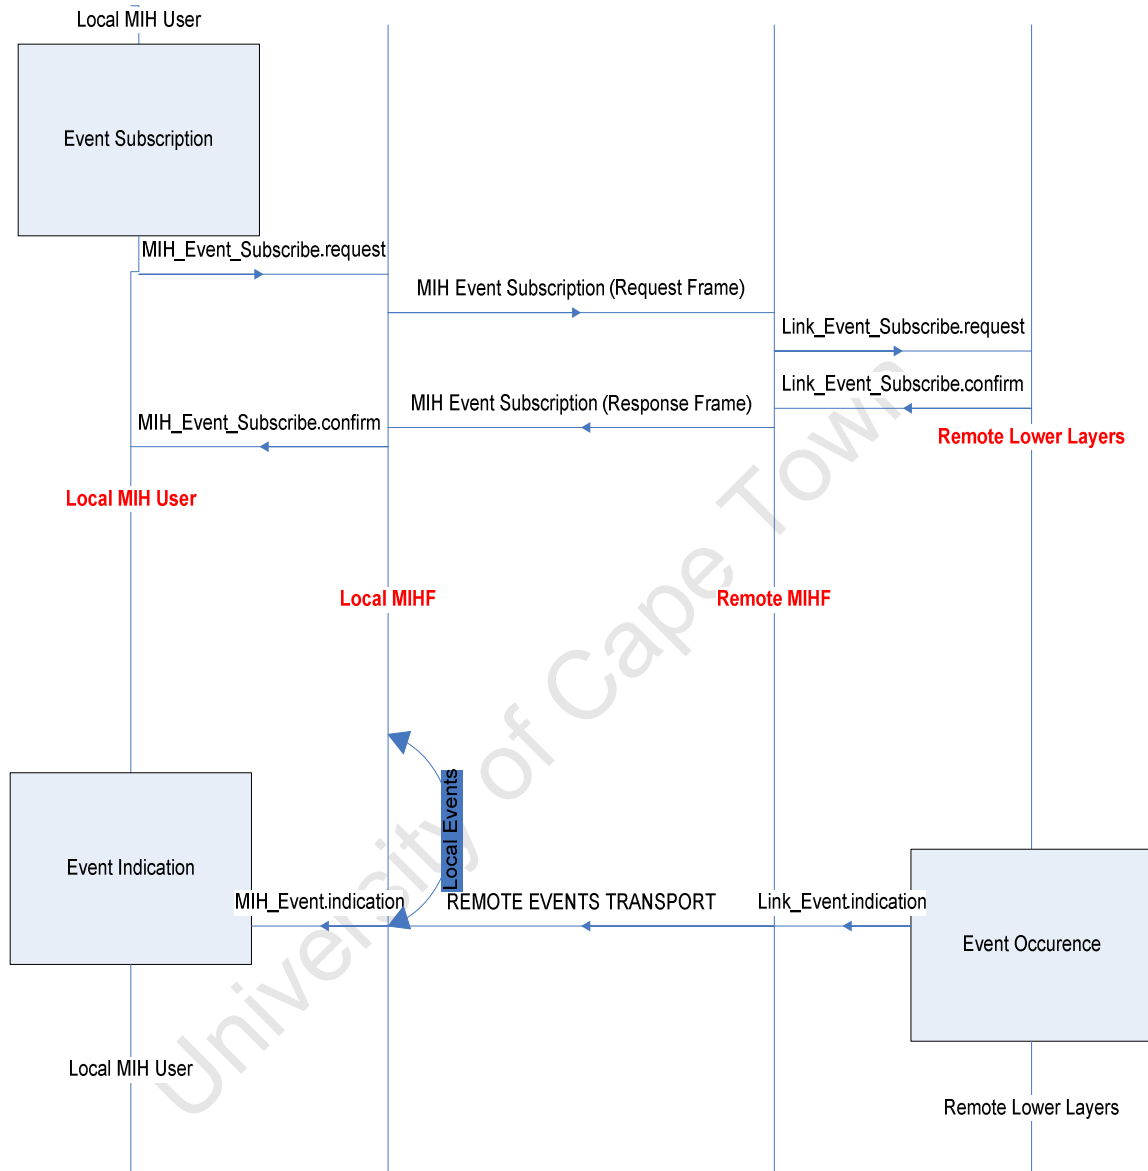 Local MIH User
Event Subscription
MIH_Event_Subscribe.request
MIH Event Subscription (Request Frame)
Link_Event_Subscribe.request
Link_Event_Subscribe.confirm
MIH Event Subscription (Response Frame)
MIH_Event_Subscribe.confirm
Remote Lower Layers
Local MIH User
Local MIHF
Remote MIHF
Local Events
Event Indication
MIH_Event.indication
REMOTE EVENTS TRANSPORT
Link_Event.indication
Event Occurence
Local MIH User
Remote Lower Layers
University of Cape Town